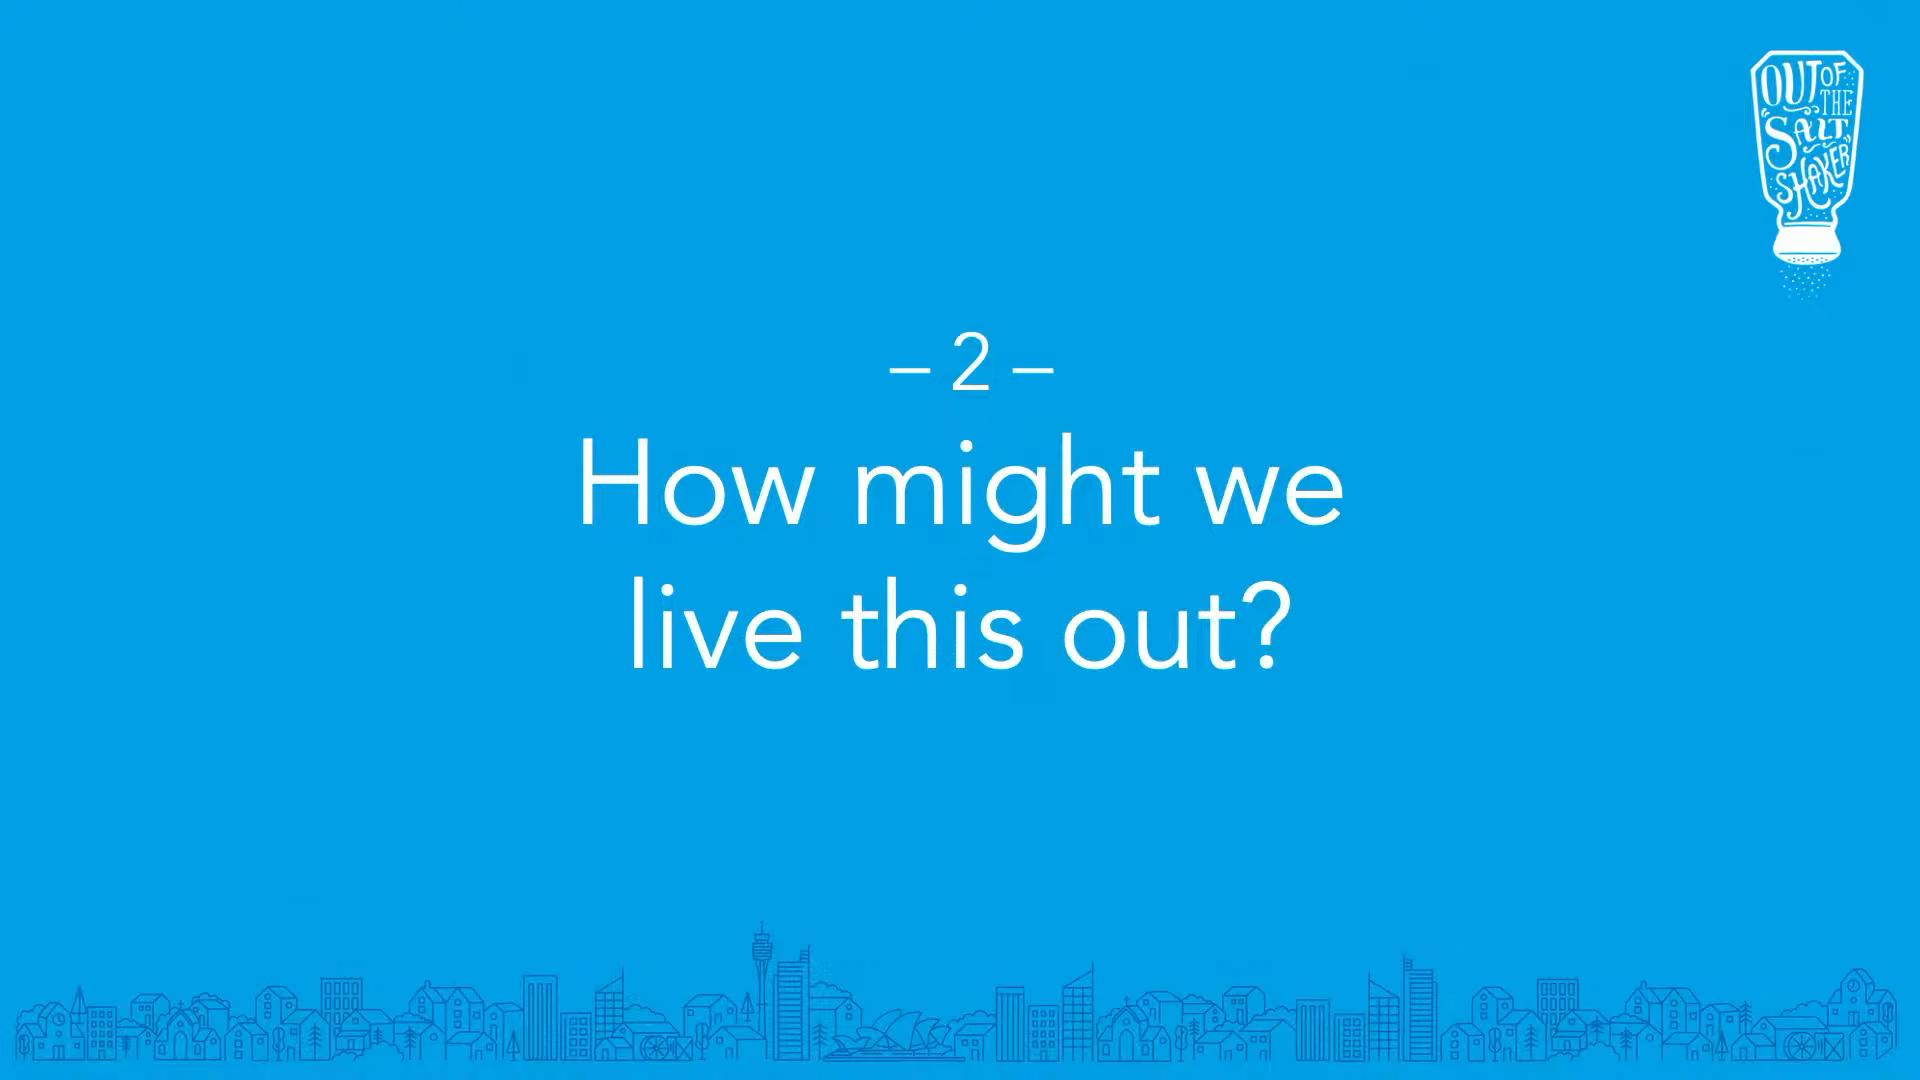 OUT OF
THE
SALT
SHAKER
– 2 –
How might we
live this out?